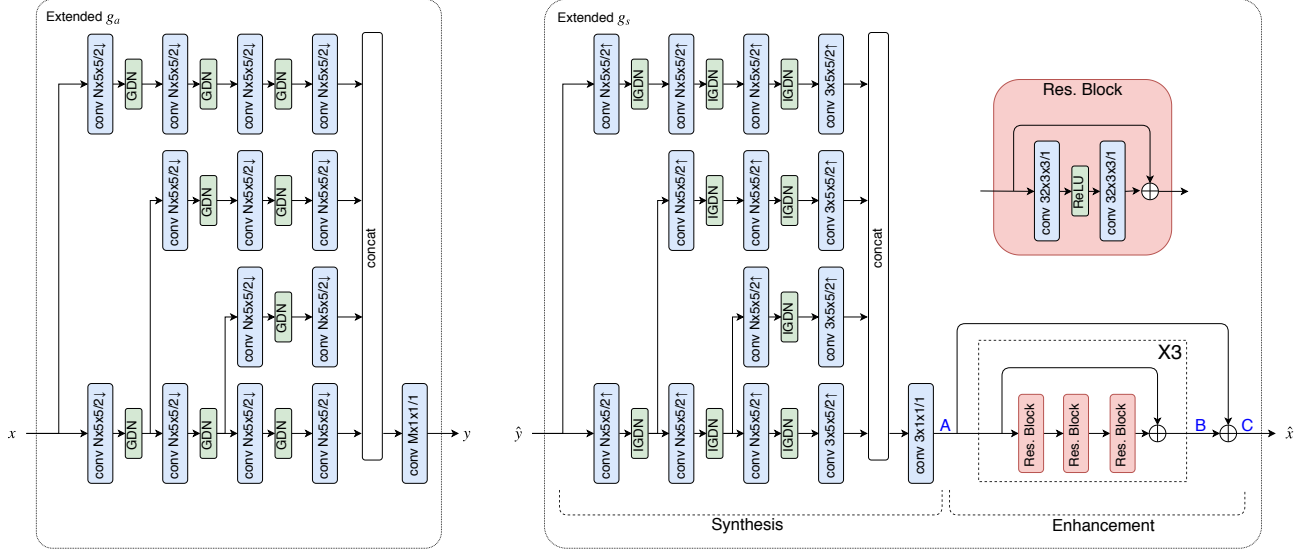 Extended g_a
conv Nx5x5/2↓
GDN
conv Nx5x5/2↓
GDN
conv Nx5x5/2↓
GDN
conv Nx5x5/2↓
conv Nx5x5/2↓
GDN
conv Nx5x5/2↓
GDN
conv Nx5x5/2↓
conv Nx5x5/2↓
GDN
conv Nx5x5/2↓
x
conv Nx5x5/2↓
GDN
conv Nx5x5/2↓
GDN
conv Nx5x5/2↓
GDN
conv Nx5x5/2↓
concat
conv Mx1x1/1
y
Extended g_s
conv Nx5x5/2↑
IGDN
conv Nx5x5/2↑
IGDN
conv Nx5x5/2↑
IGDN
conv 3x5x5/2↑
conv Nx5x5/2↑
IGDN
conv Nx5x5/2↑
IGDN
conv 3x5x5/2↑
conv Nx5x5/2↑
IGDN
conv 3x5x5/2↑
ŷ
conv Nx5x5/2↑
IGDN
conv Nx5x5/2↑
IGDN
conv Nx5x5/2↑
IGDN
conv 3x5x5/2↑
concat
conv 3x1x1/1
Synthesis
Res. Block
conv 32x3x3/1
ReLU
conv 32x3x3/1
A
X3
Res. Block
Res. Block
Res. Block
B
C
x̂
Enhancement